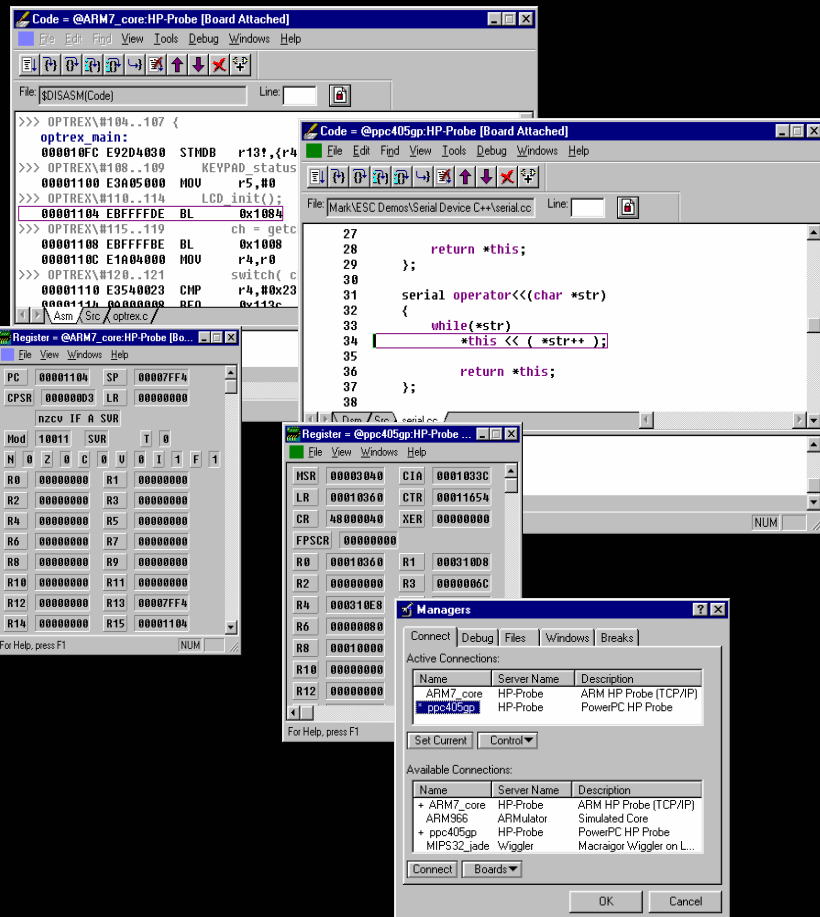 Code = @ARM7_core:HP-Probe [Board Attached]
File Edit Find View Tools Debug Windows Help
File: $DISASM(Code) Line:
>>> OPTREX\#104..107 {
optrex_main:
000010FC E92D4030 STMDB r13!,{r4
>>> OPTREX\#108..109 KEYPAD_status
00001100 E3A05000 MOV r5,#0
>>> OPTREX\#110..114 LCD_init();
00001104 EBFFFFDE BL 0x1084
>>> OPTREX\#115..119 ch = getc
00001108 EBFFFFBE BL 0x1008
0000110C E1A04000 MOV r4,r0
>>> OPTREX\#120..121 switch( c
00001110 E3540023 CMP r4,#0x23
00001114 0A000008 BEQ 0x113c
Asm Src optrex.c
Code = @ppc405gp:HP-Probe [Board Attached]
File Edit Find View Tools Debug Windows Help
File: Mark\ESC Demos\Serial Device C++\serial.cc Line:
27
28 return *this;
29 };
30
31 serial operator<<(char *str)
32 {
33 while(*str)
34 *this << ( *str++ );
35
36 return *this;
37 };
38
Dsm Src serial.cc
NUM
Register = @ARM7_core:HP-Probe [Bo...
File View Windows Help
PC 00001104 SP 00007FF4
CPSR 000000D3 LR 00000000
nzcv IF A SVR
Mod 10011 SVR T 0
N 0 Z 0 C 0 V 0 I 1 F 1
R0 00000000 R1 00000000
R2 00000000 R3 00000000
R4 00000000 R5 00000000
R6 00000000 R7 00000000
R8 00000000 R9 00000000
R10 00000000 R11 00000000
R12 00000000 R13 00007FF4
R14 00000000 R15 00001104
For Help, press F1 NUM
Register = @ppc405gp:HP-Probe ...
File View Windows Help
MSR 00003040 CIA 0001033C
LR 00010360 CTR 00011654
CR 48000040 XER 00000000
FPSCR 00000000
R0 00010360 R1 000310D8
R2 00000000 R3 0000006C
R4 000310E8
R6 00000080
R8 00010000
R10 00000000
R12 00000000
For Help, press F1
Managers
Connect Debug Files Windows Breaks
Active Connections:
Name Server Name Description
ARM7_core HP-Probe ARM HP Probe (TCP/IP)
* ppc405gp HP-Probe PowerPC HP Probe
Set Current Control
Available Connections:
Name Server Name Description
+ ARM7_core HP-Probe ARM HP Probe (TCP/IP)
ARM966 ARMulator Simulated Core
+ ppc405gp HP-Probe PowerPC HP Probe
MIPS32_jade Wiggler Macraigor Wiggler on L...
Connect Boards
OK Cancel